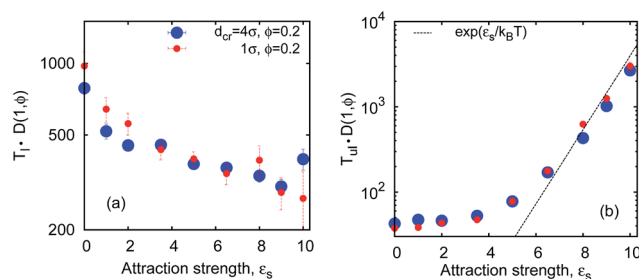 d_cr=4σ, ϕ=0.2
1σ, ϕ=0.2
1000
500
200
T_l · D(1,ϕ)
(a)
0 2 4 6 8 10
Attraction strength, ε_s
exp(ε_s/k_BT)
10^4
10^3
10^2
T_ul · D(1,ϕ)
(b)
0 2 4 6 8 10
Attraction strength, ε_s